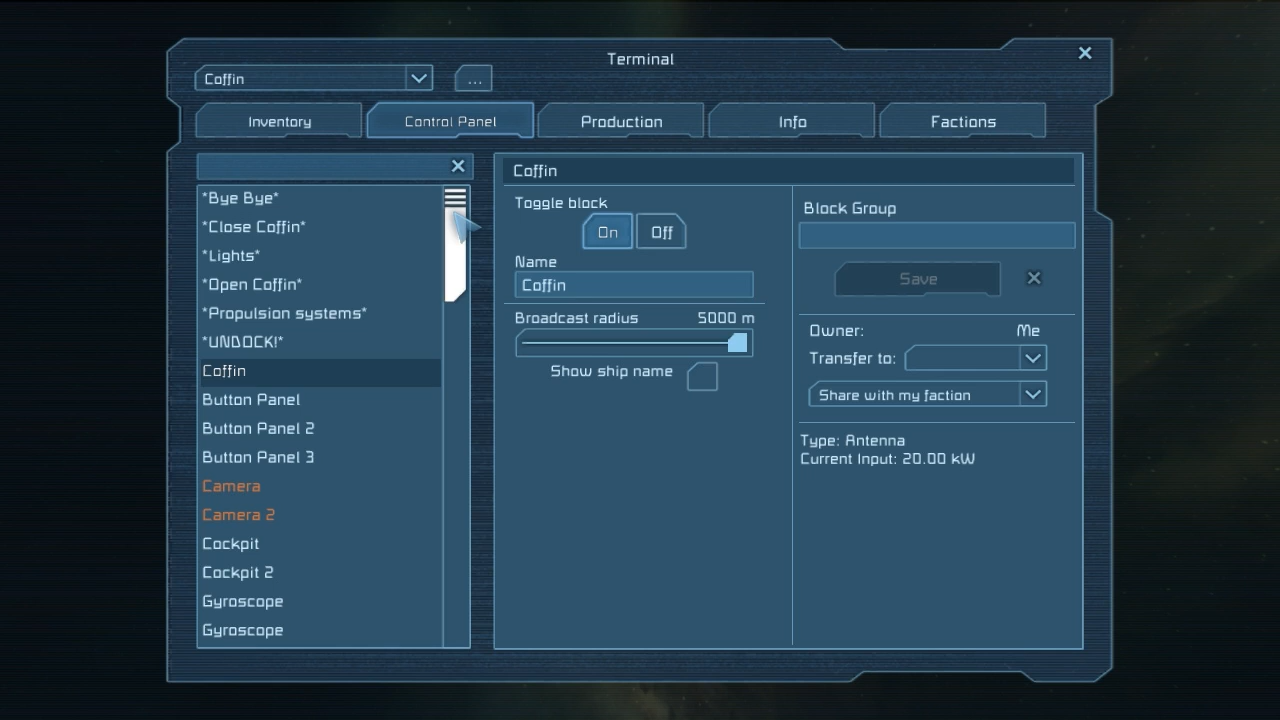 Terminal
Coffin
...
Inventory
Control Panel
Production
Info
Factions
*Bye Bye*
*Close Coffin*
*Lights*
*Open Coffin*
*Propulsion systems*
*UNDOCK!*
Coffin
Button Panel
Button Panel 2
Button Panel 3
Camera
Camera 2
Cockpit
Cockpit 2
Gyroscope
Gyroscope
Coffin
Toggle block
On Off
Name
Coffin
Broadcast radius 5000 m
Show ship name
Block Group
Save
Owner: Me
Transfer to:
Share with my faction
Type: Antenna
Current Input: 20.00 kW